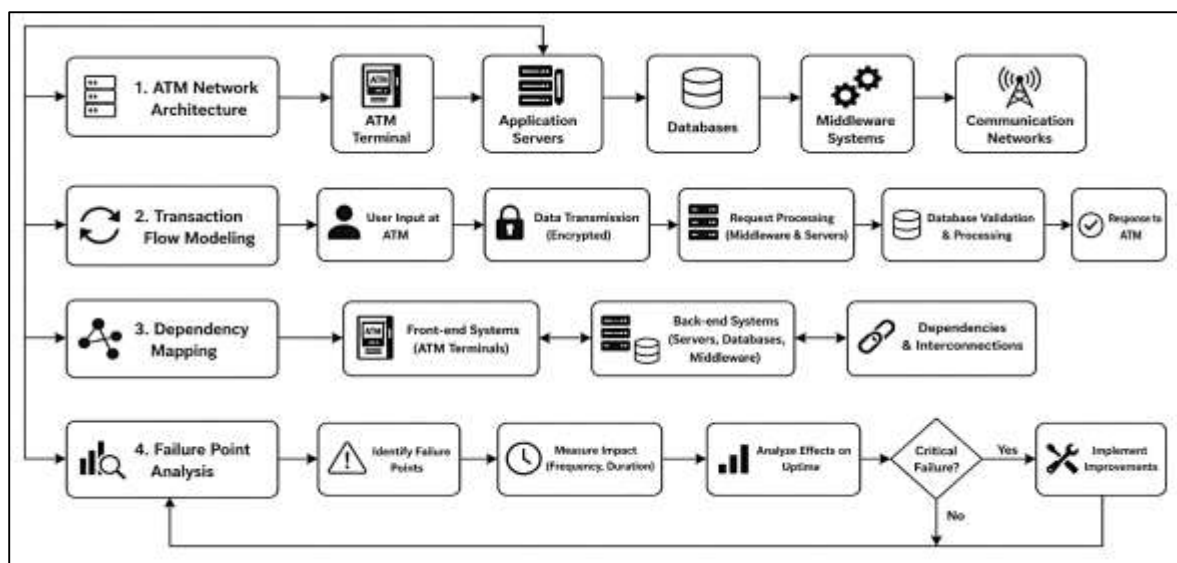 1. ATM Network
Architecture
ATM
ATM
Terminal
Application
Servers
Databases
Middleware
Systems
Communication
Networks
2. Transaction
Flow Modeling
User Input at
ATM
Data Transmission
(Encrypted)
Request Processing
(Middleware & Servers)
Database Validation
& Processing
Response to
ATM
3. Dependency
Mapping
ATM
Front-end Systems
(ATM Terminals)
Back-end Systems
(Servers, Databases,
Middleware)
Dependencies
& Interconnections
4. Failure Point
Analysis
Identify Failure
Points
Measure Impact
(Frequency, Duration)
Analyze Effects on
Uptime
Critical
Failure?
Yes
Implement
Improvements
No